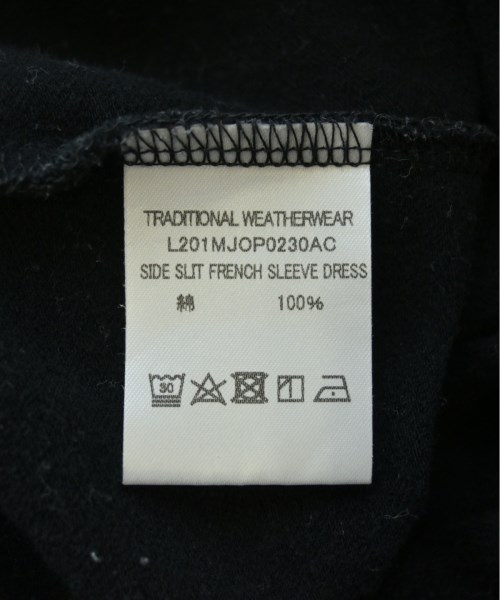 TRADITIONAL WEATHERWEAR
L201MJOP0230AC
SIDE SLIT FRENCH SLEEVE DRESS
綿 100%
30